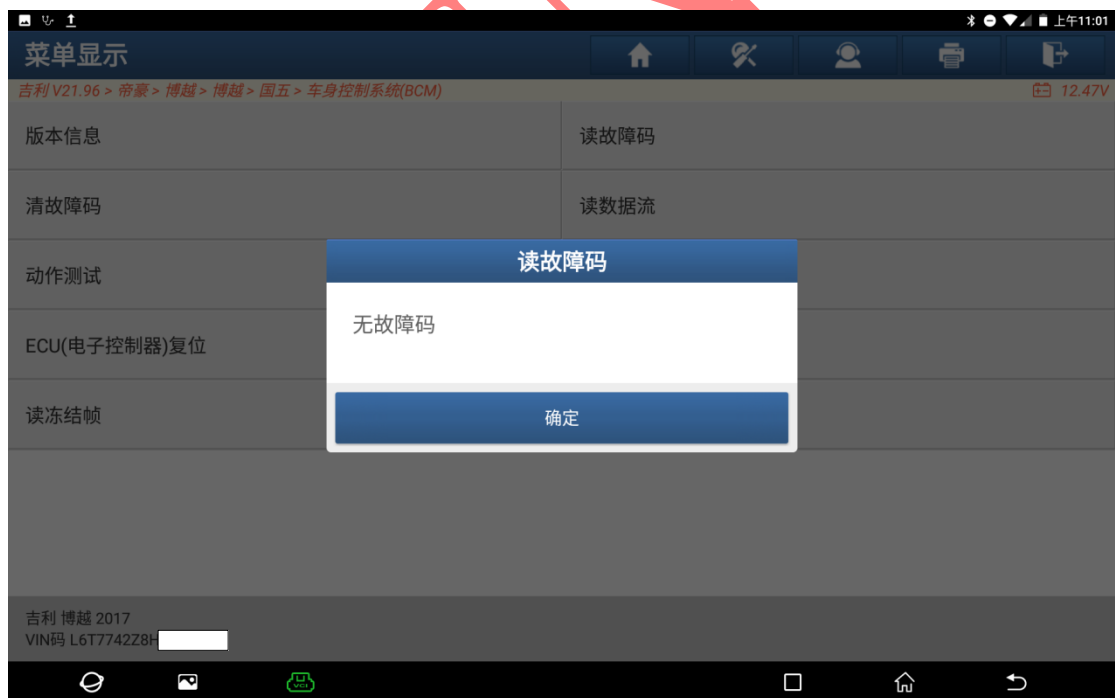 上午11:01
菜单显示
吉利 V21.96 > 帝豪 > 博越 > 博越 > 国五 > 车身控制系统(BCM)
12.47V
版本信息
读故障码
清故障码
读数据流
动作测试
读故障码
无故障码
ECU(电子控制器)复位
确定
读冻结帧
吉利 博越 2017
VIN码 L6T7742Z8H
VCI